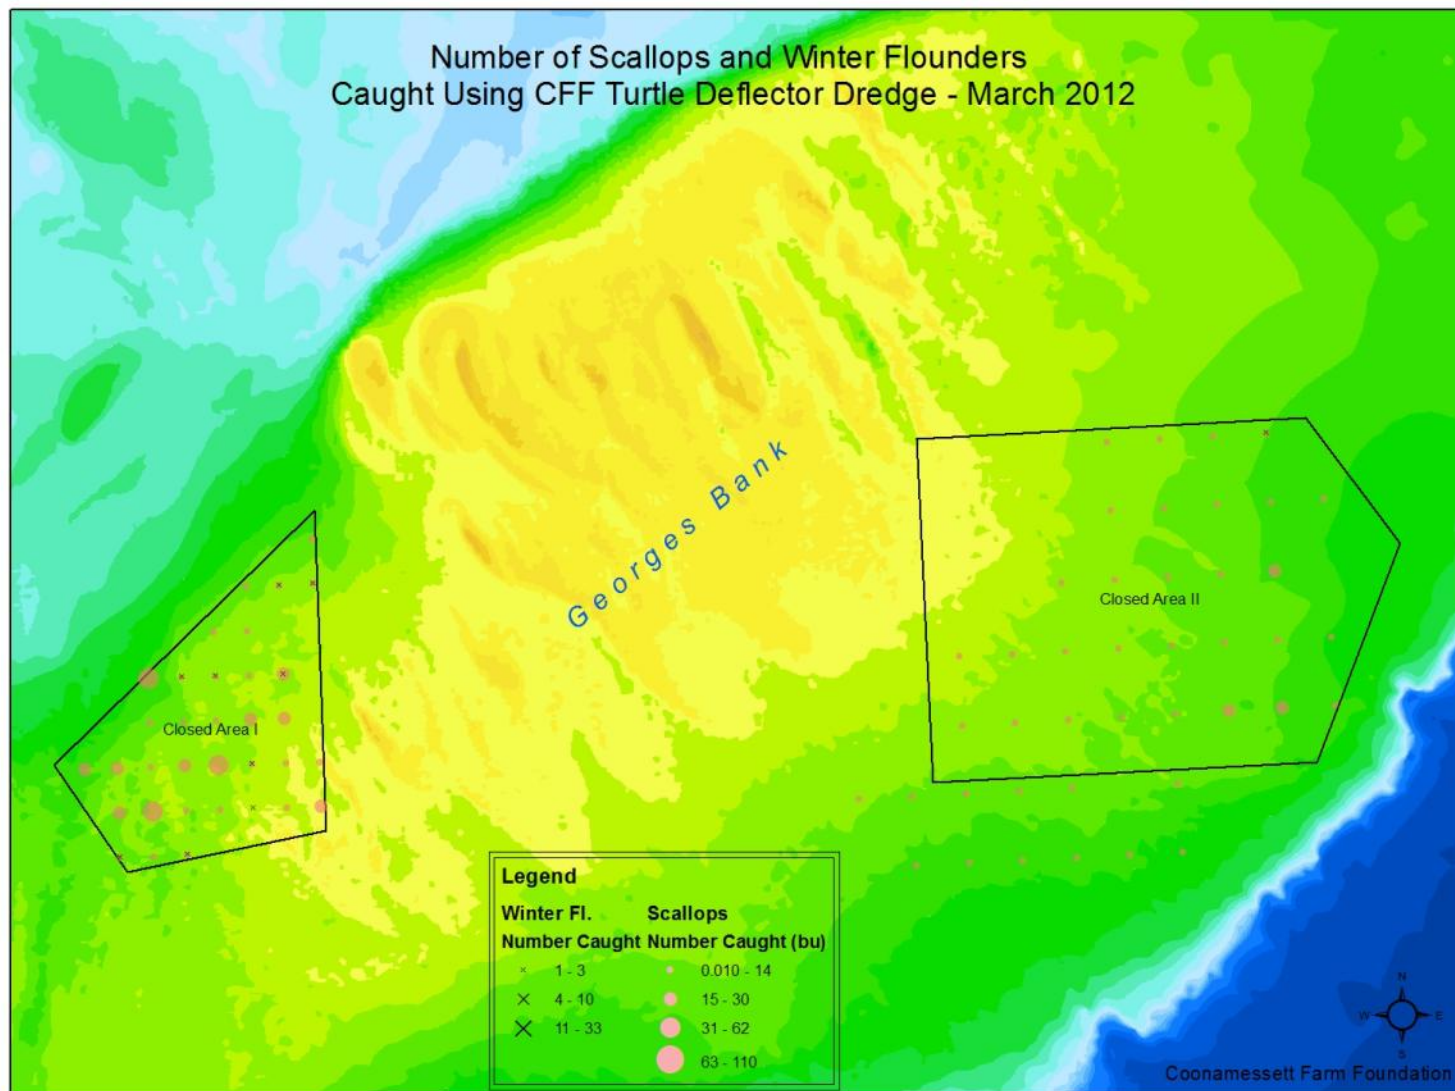 Number of Scallops and Winter Flounders
Caught Using CFF Turtle Deflector Dredge - March 2012
Georges Bank
Closed Area II
Closed Area I
Legend
Winter Fl. Scallops
Number Caught Number Caught (bu)
1 - 3 0.010 - 14
4 - 10 15 - 30
11 - 33 31 - 62
63 - 110
N
W E
S
Coonamessett Farm Foundation